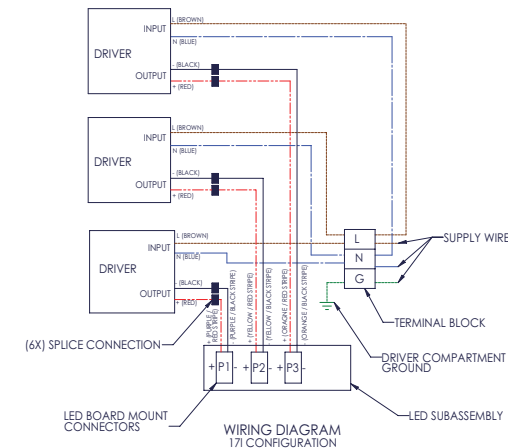 L (BROWN)
INPUT
N (BLUE)
DRIVER
- (BLACK)
OUTPUT
+ (RED)
L (BROWN)
INPUT
N (BLUE)
DRIVER
- (BLACK)
OUTPUT
+ (RED)
L (BROWN)
INPUT
N (BLUE)
DRIVER
- (BLACK)
OUTPUT
+ (RED)
L
N
G
SUPPLY WIRE
TERMINAL BLOCK
DRIVER COMPARTMENT
GROUND
(6X) SPLICE CONNECTION
+ (PURPLE /
RED STRIPE)
- (PURPLE / BLACK STRIPE)
+ (YELLOW / RED STRIPE)
- (YELLOW / BLACK STRIPE)
+ (ORAGNE / RED STRIPE)
- (ORANGE / BLACK STRIPE)
+ P1 - + P2 - + P3 -
LED BOARD MOUNT
CONNECTORS
LED SUBASSEMBLY
WIRING DIAGRAM
17I CONFIGURATION